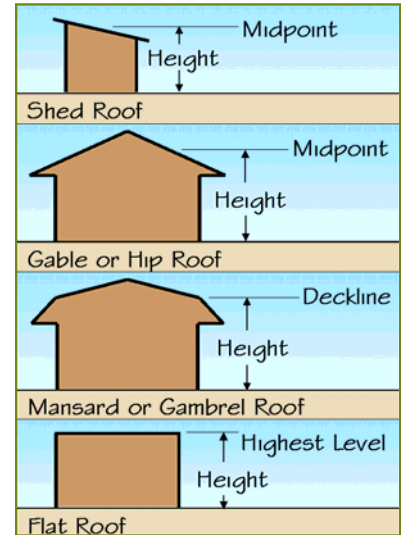 Midpoint
Height
Shed Roof
Midpoint
Height
Gable or Hip Roof
Deckline
Height
Mansard or Gambrel Roof
Highest Level
Height
Flat Roof